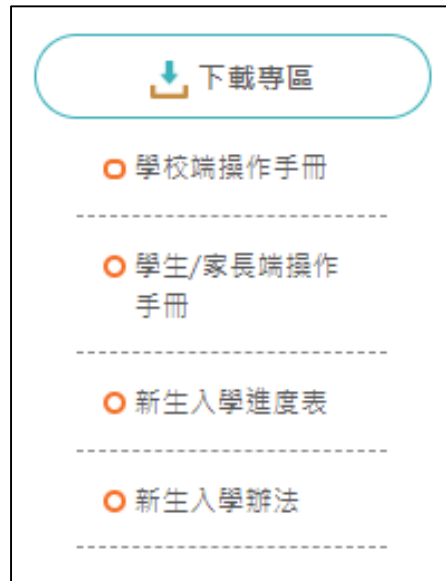 下載專區
學校端操作手冊
學生/家長端操作
手冊
新生入學進度表
新生入學辦法